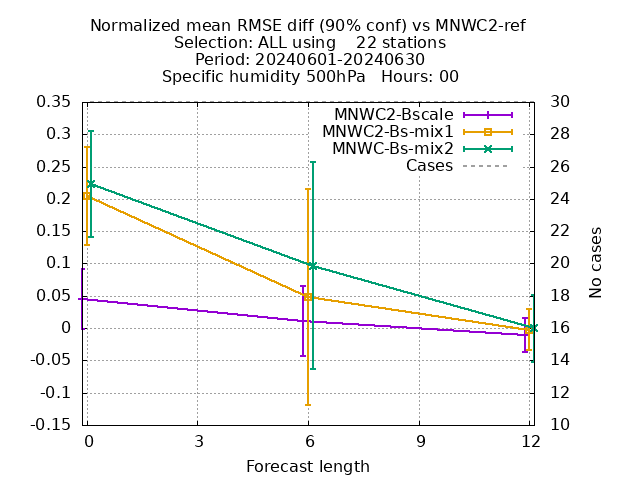 Normalized mean RMSE diff (90% conf) vs MNWC2-ref
Selection: ALL using 22 stations
Period: 20240601-20240630
Specific humidity 500hPa Hours: 00
MNWC2-Bscale
MNWC2-Bs-mix1
MNWC-Bs-mix2
Cases
0.35
0.3
0.25
0.2
0.15
0.1
0.05
0
-0.05
-0.1
-0.15
30
28
26
24
22
20
18
16
14
12
10
No cases
0 3 6 9 12
Forecast length